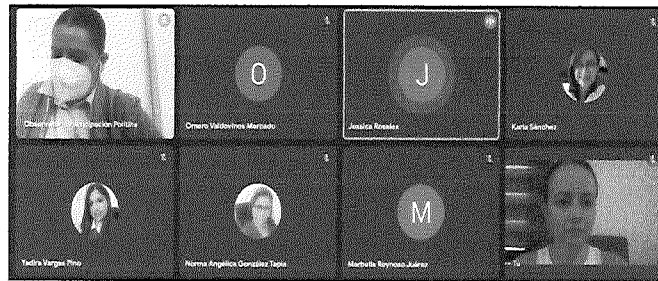 O
J
Participación Política
Omero Valdovinos Mercado
Jessica Rosales
Karla Sánchez
M
Yadira Vargas Pino
Norma Angélica González Tapia
Marbella Reynoso Juárez
Tú